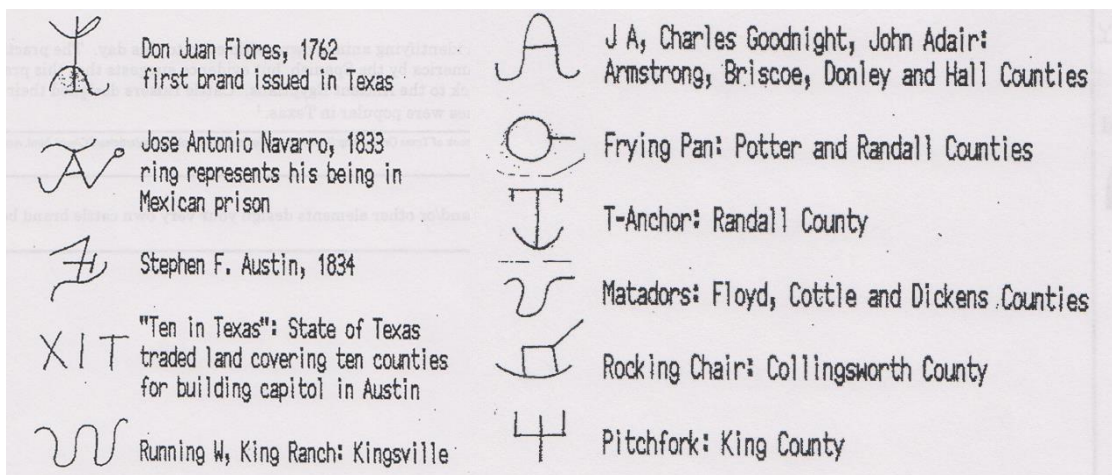 Don Juan Flores, 1762
first brand issued in Texas
Jose Antonio Navarro, 1833
ring represents his being in
Mexican prison
Stephen F. Austin, 1834
X I T
"Ten in Texas": State of Texas
traded land covering ten counties
for building capitol in Austin
Running W, King Ranch: Kingsville
J A, Charles Goodnight, John Adair:
Armstrong, Briscoe, Donley and Hall Counties
Frying Pan: Potter and Randall Counties
T-Anchor: Randall County
Matadors: Floyd, Cottle and Dickens Counties
Rocking Chair: Collingsworth County
Pitchfork: King County